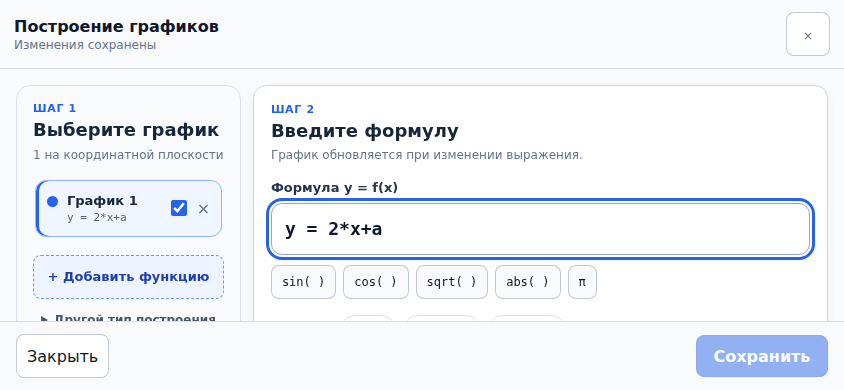 Построение графиков
Изменения сохранены
×
ШАГ 1
Выберите график
1 на координатной плоскости
График 1
y = 2*x+a
×
+ Добавить функцию
▶ Другой тип построения
ШАГ 2
Введите формулу
График обновляется при изменении выражения.
Формула y = f(x)
y = 2*x+a
sin( ) cos( ) sqrt( ) abs( ) π
Закрыть
Сохранить